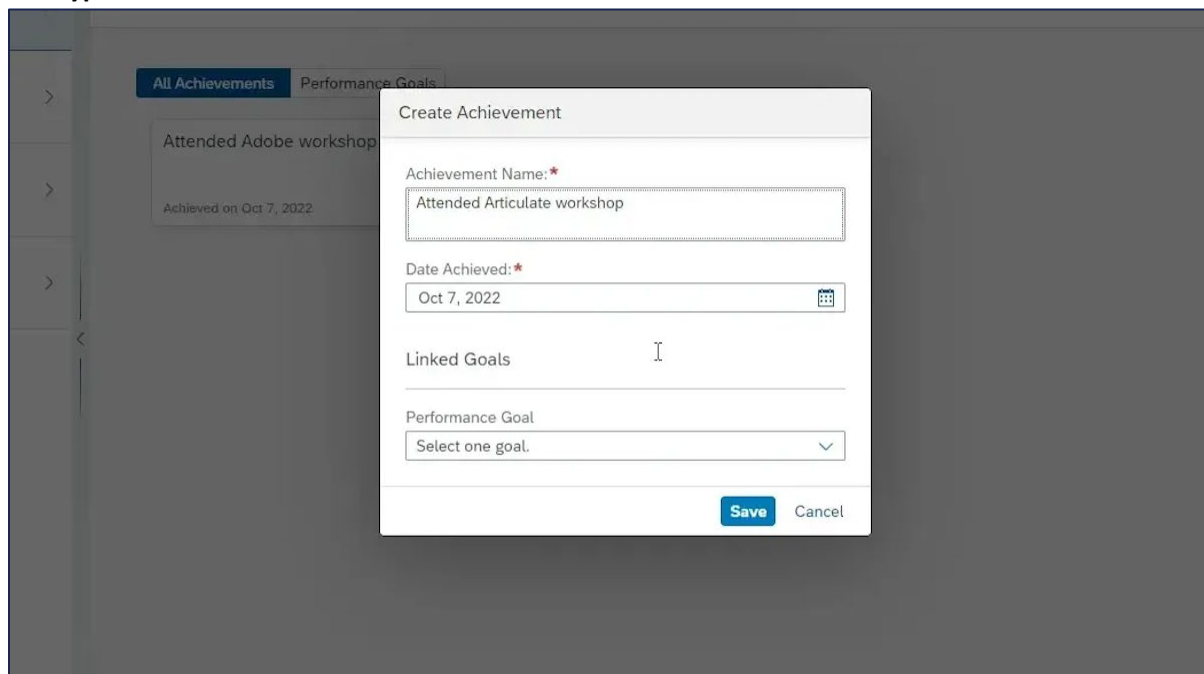 All Achievements Performance Goals
Attended Adobe workshop
Achieved on Oct 7, 2022
Create Achievement
Achievement Name:*
Attended Articulate workshop
Date Achieved:*
Oct 7, 2022
Linked Goals
Performance Goal
Select one goal.
Save Cancel